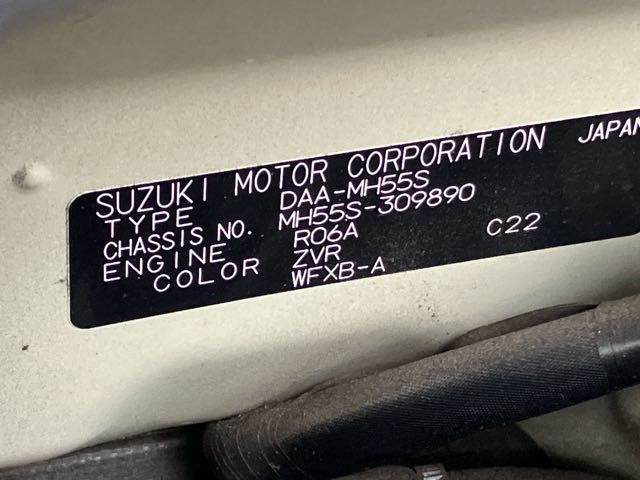 SUZUKI MOTOR CORPORATION JAPAN
TYPE DAA-MH55S
CHASSIS NO. MH55S-309890
ENGINE R06A C22
COLOR ZVR
WFXB-A